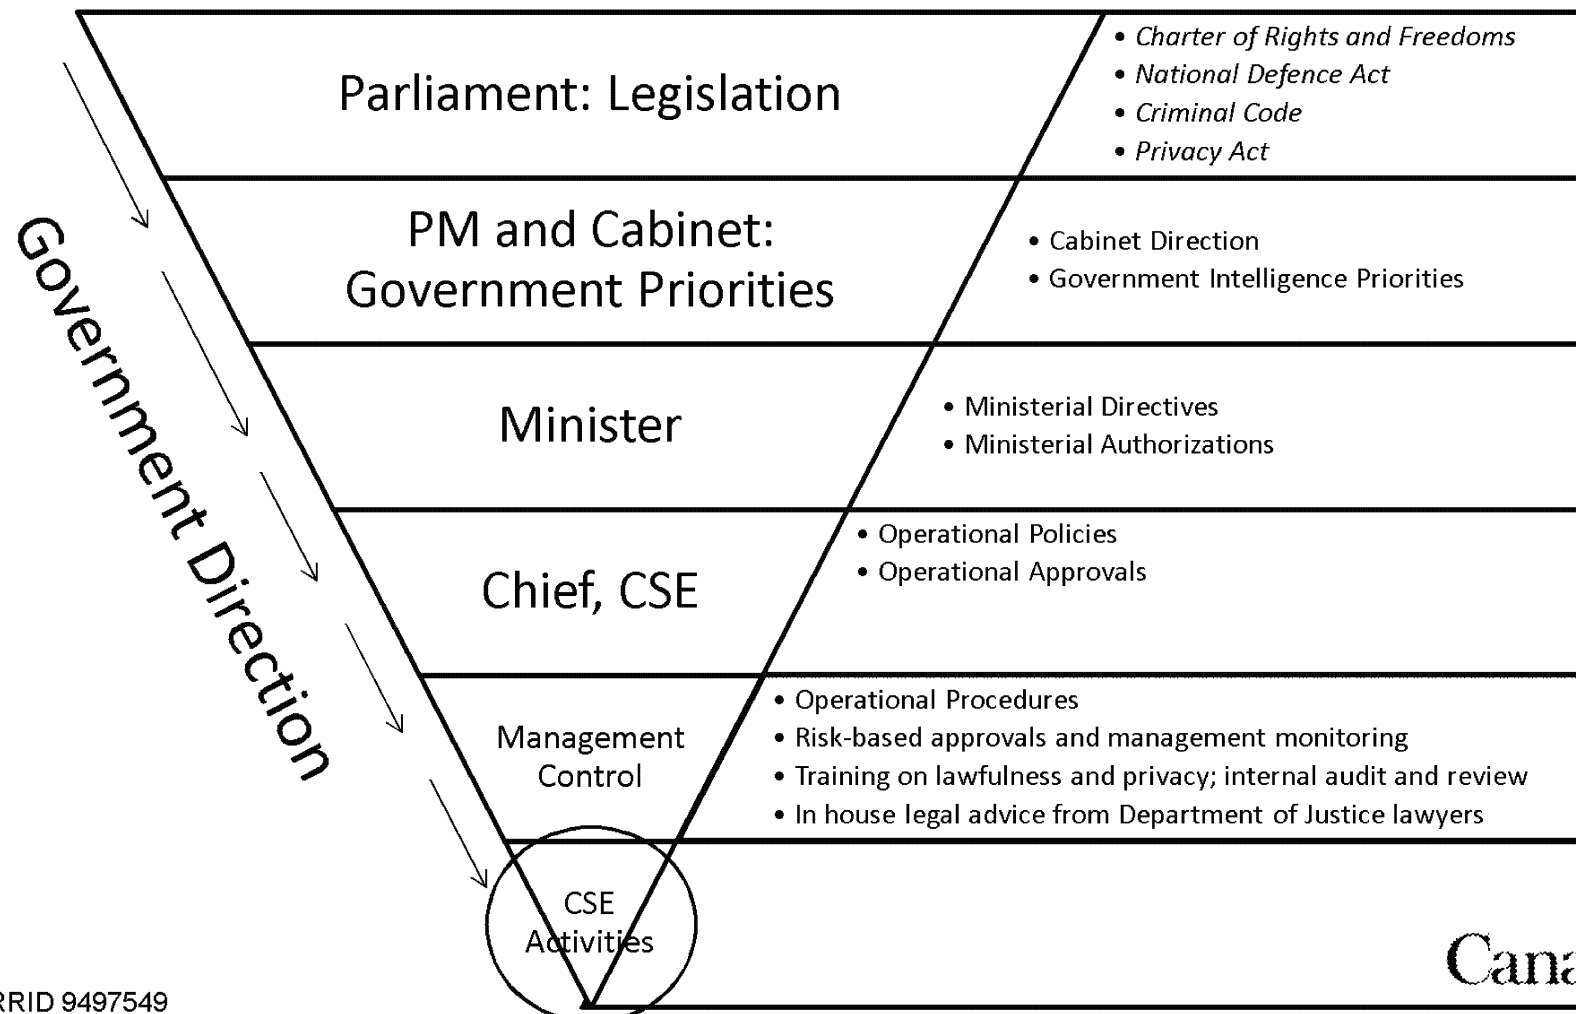 Parliament: Legislation
• Charter of Rights and Freedoms
• National Defence Act
• Criminal Code
• Privacy Act
PM and Cabinet:
Government Priorities
• Cabinet Direction
• Government Intelligence Priorities
Minister
• Ministerial Directives
• Ministerial Authorizations
Chief, CSE
• Operational Policies
• Operational Approvals
Management
Control
• Operational Procedures
• Risk-based approvals and management monitoring
• Training on lawfulness and privacy; internal audit and review
• In house legal advice from Department of Justice lawyers
CSE
Activities
Government Direction
Cana
RRID 9497549